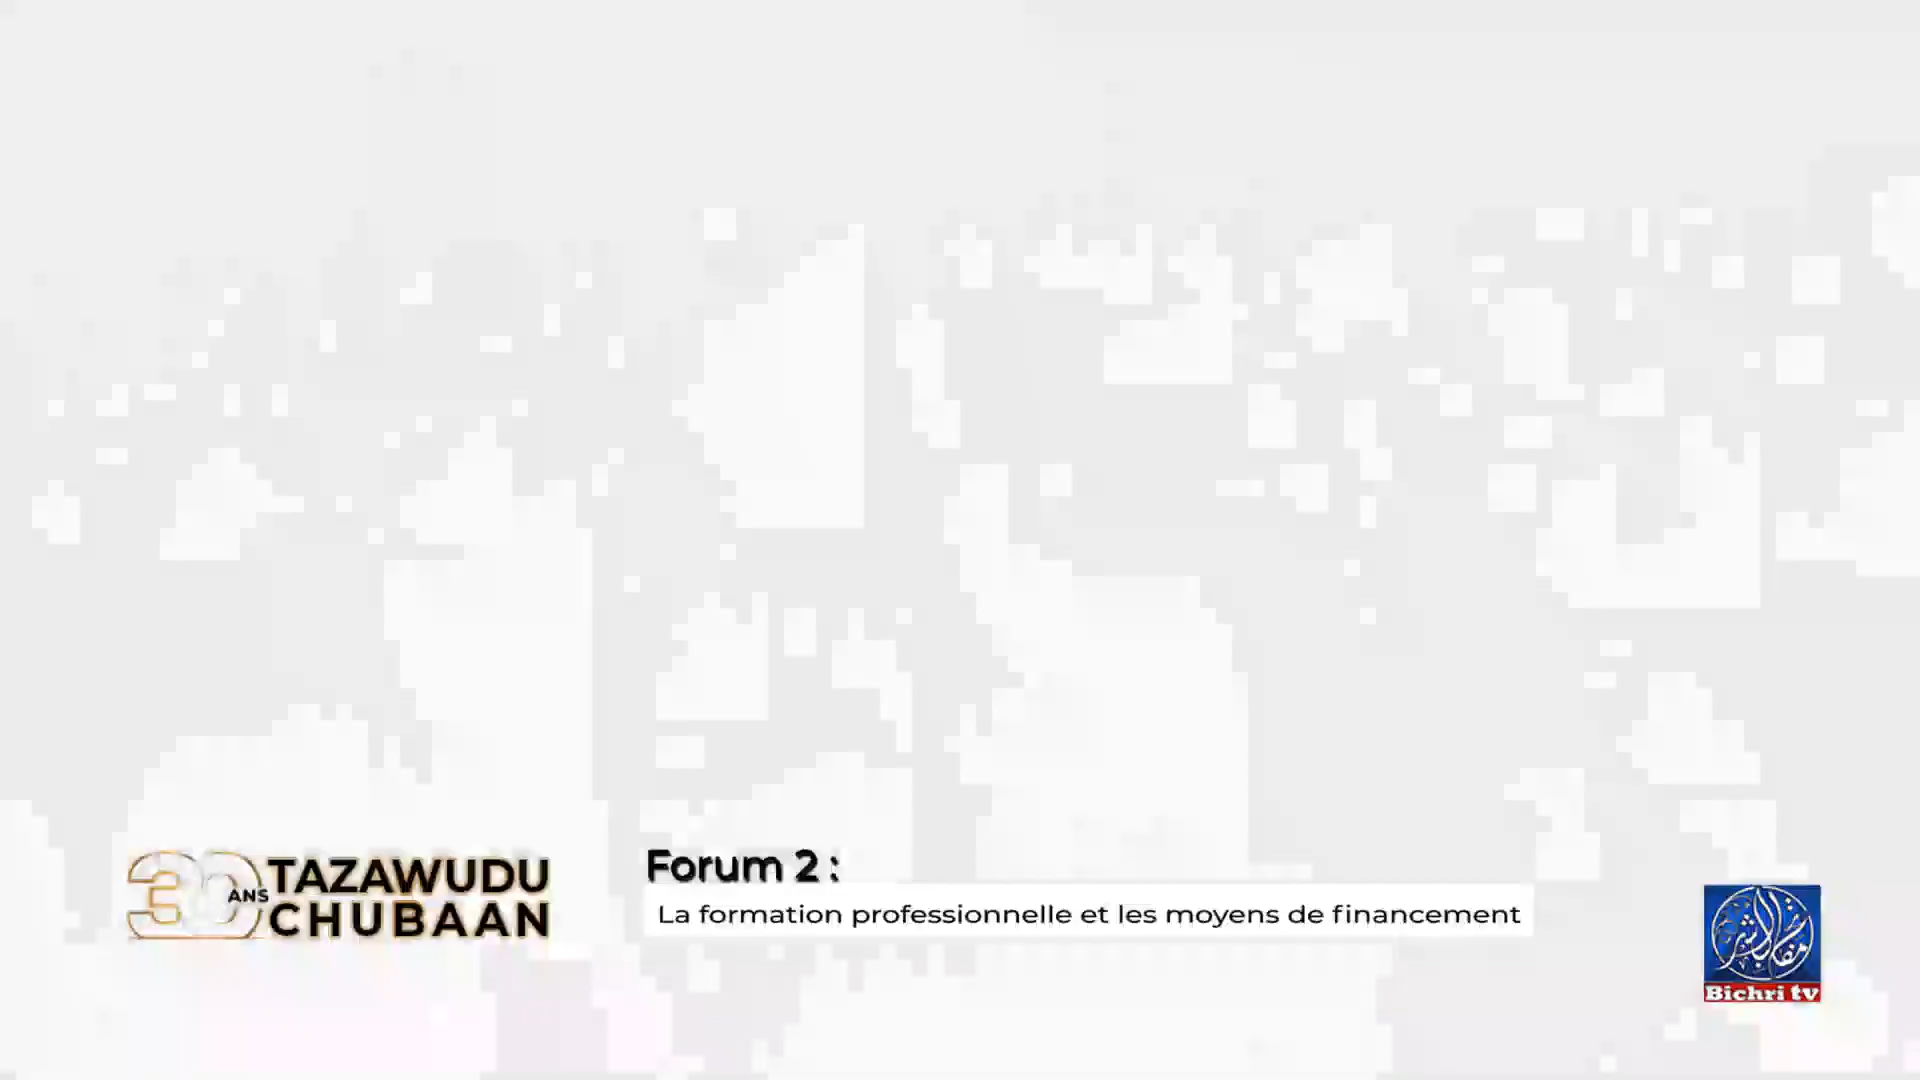 30 ANS TAZAWUDU
CHUBAAN
Forum 2 :
La formation professionnelle et les moyens de financement
Bichri tv